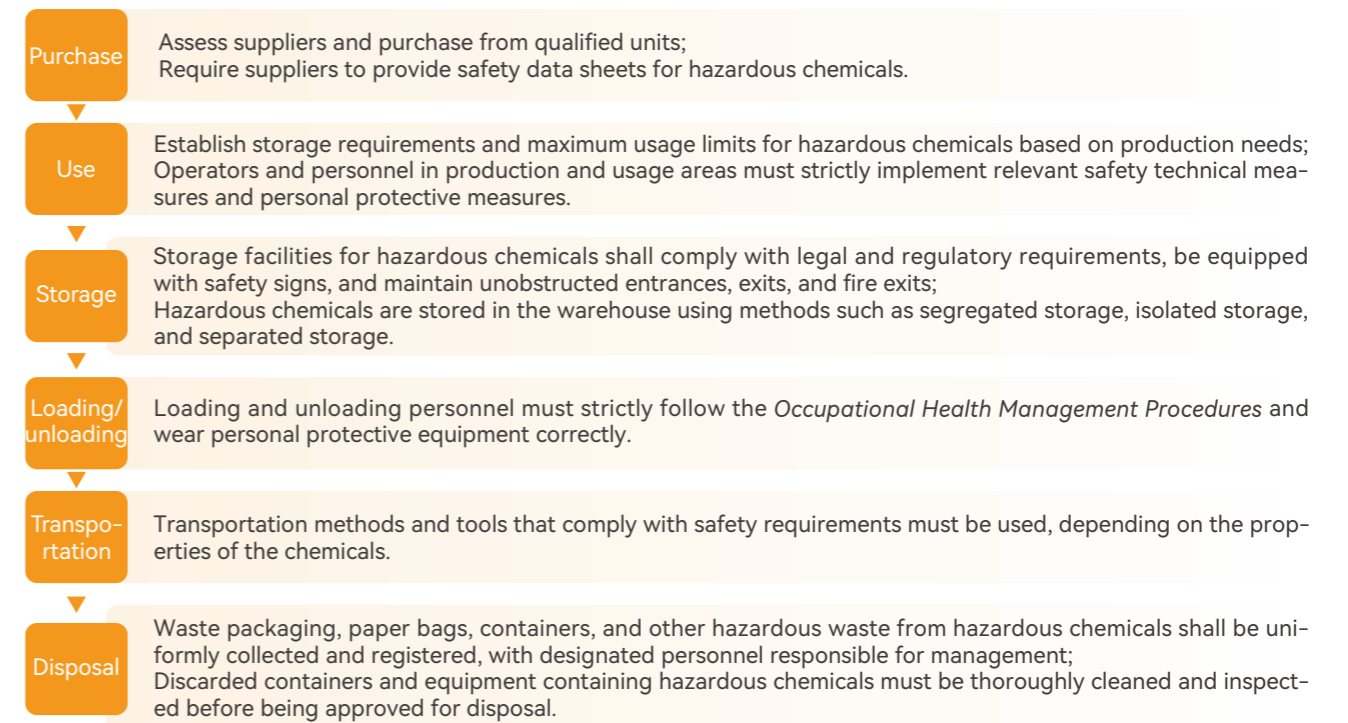 Purchase
Assess suppliers and purchase from qualified units;
Require suppliers to provide safety data sheets for hazardous chemicals.
Use
Establish storage requirements and maximum usage limits for hazardous chemicals based on production needs;
Operators and personnel in production and usage areas must strictly implement relevant safety technical mea-
sures and personal protective measures.
Storage
Storage facilities for hazardous chemicals shall comply with legal and regulatory requirements, be equipped
with safety signs, and maintain unobstructed entrances, exits, and fire exits;
Hazardous chemicals are stored in the warehouse using methods such as segregated storage, isolated storage,
and separated storage.
Loading/
unloading
Loading and unloading personnel must strictly follow the Occupational Health Management Procedures and
wear personal protective equipment correctly.
Transpo-
rtation
Transportation methods and tools that comply with safety requirements must be used, depending on the prop-
erties of the chemicals.
Disposal
Waste packaging, paper bags, containers, and other hazardous waste from hazardous chemicals shall be uni-
formly collected and registered, with designated personnel responsible for management;
Discarded containers and equipment containing hazardous chemicals must be thoroughly cleaned and inspect-
ed before being approved for disposal.